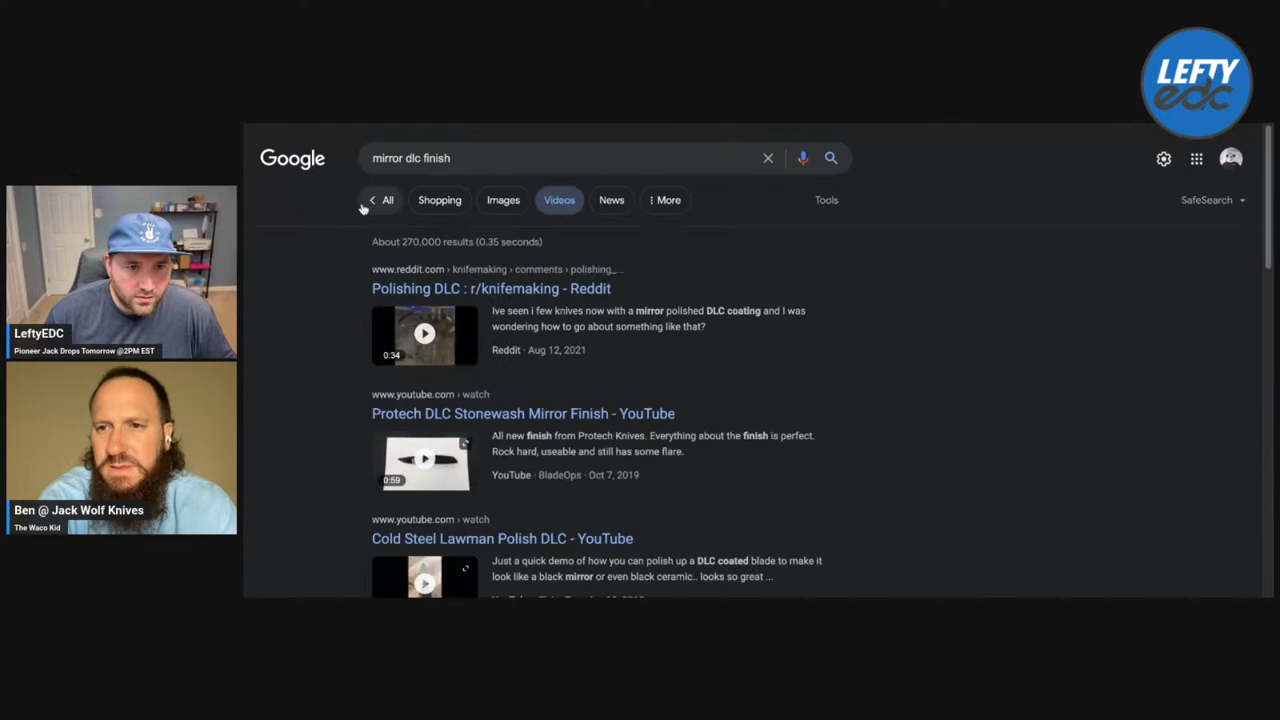 LEFTY
edc
Google
mirror dlc finish
All
Shopping
Images
Videos
News
More
Tools
SafeSearch
About 270,000 results (0.35 seconds)
www.reddit.com › knifemaking › comments › polishing_...
Polishing DLC : r/knifemaking - Reddit
0:34
Ive seen i few knives now with a mirror polished DLC coating and I was
wondering how to go about something like that?
Reddit · Aug 12, 2021
www.youtube.com › watch
Protech DLC Stonewash Mirror Finish - YouTube
0:59
All new finish from Protech Knives. Everything about the finish is perfect.
Rock hard, useable and still has some flare.
YouTube · BladeOps · Oct 7, 2019
www.youtube.com › watch
Cold Steel Lawman Polish DLC - YouTube
Just a quick demo of how you can polish up a DLC coated blade to make it
look like a black mirror or even black ceramic.. looks so great ...
LeftyEDC
Pioneer Jack Drops Tomorrow @2PM EST
Ben @ Jack Wolf Knives
The Waco Kid